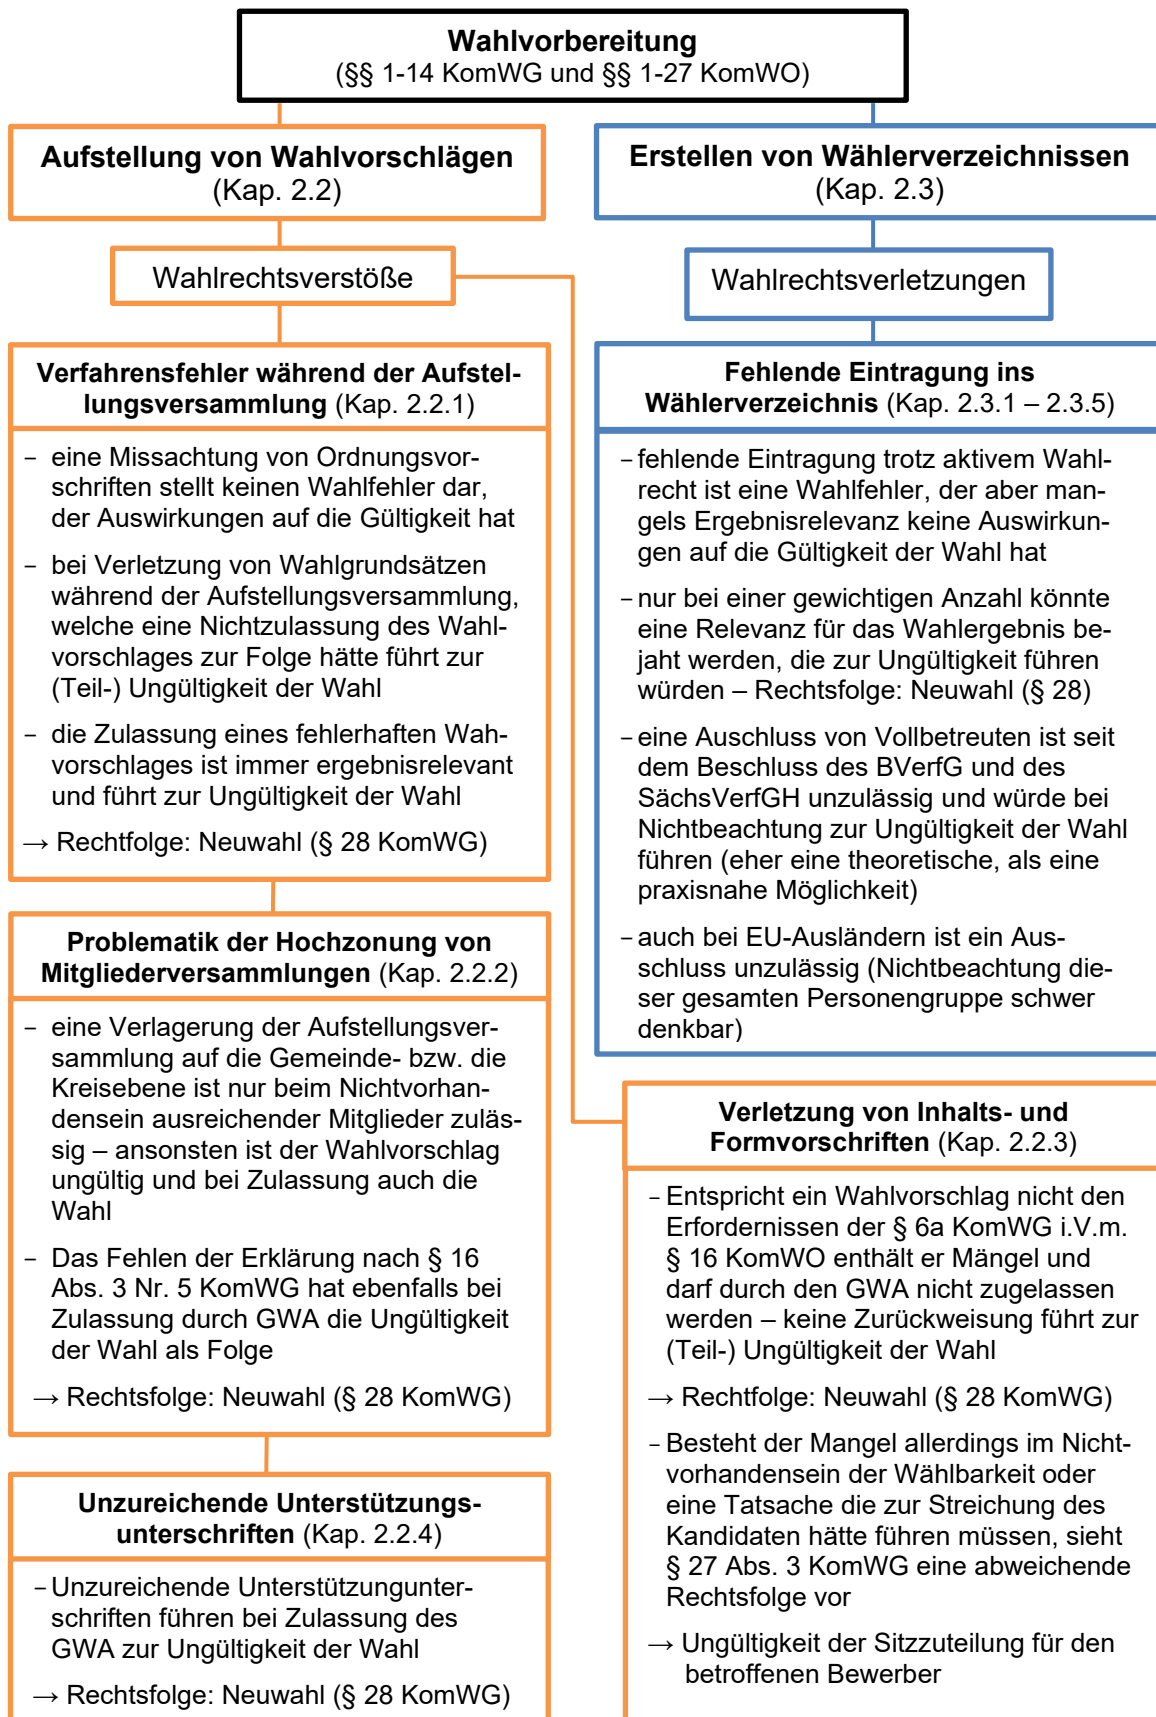 Wahlvorbereitung
(§§ 1-14 KomWG und §§ 1-27 KomWO)
Aufstellung von Wahlvorschlägen
(Kap. 2.2)
Wahlrechtsverstöße
Verfahrensfehler während der Aufstel-
lungsversammlung (Kap. 2.2.1)
– eine Missachtung von Ordnungsvor-
schriften stellt keinen Wahlfehler dar,
der Auswirkungen auf die Gültigkeit hat
– bei Verletzung von Wahlgrundsätzen
während der Aufstellungsversammlung,
welche eine Nichtzulassung des Wahl-
vorschlages zur Folge hätte führt zur
(Teil-) Ungültigkeit der Wahl
– die Zulassung eines fehlerhaften Wah-
vorschlages ist immer ergebnisrelevant
und führt zur Ungültigkeit der Wahl
→ Rechtfolge: Neuwahl (§ 28 KomWG)
Problematik der Hochzonung von
Mitgliederversammlungen (Kap. 2.2.2)
– eine Verlagerung der Aufstellungsver-
sammlung auf die Gemeinde- bzw. die
Kreisebene ist nur beim Nichtvorhan-
densein ausreichender Mitglieder zuläs-
sig – ansonsten ist der Wahlvorschlag
ungültig und bei Zulassung auch die
Wahl
– Das Fehlen der Erklärung nach § 16
Abs. 3 Nr. 5 KomWG hat ebenfalls bei
Zulassung durch GWA die Ungültigkeit
der Wahl als Folge
→ Rechtsfolge: Neuwahl (§ 28 KomWG)
Unzureichende Unterstützungs-
unterschriften (Kap. 2.2.4)
– Unzureichende Unterstützungunter-
schriften führen bei Zulassung des
GWA zur Ungültigkeit der Wahl
→ Rechtsfolge: Neuwahl (§ 28 KomWG)
Erstellen von Wählerverzeichnissen
(Kap. 2.3)
Wahlrechtsverletzungen
Fehlende Eintragung ins
Wählerverzeichnis (Kap. 2.3.1 – 2.3.5)
– fehlende Eintragung trotz aktivem Wahl-
recht ist eine Wahlfehler, der aber man-
gels Ergebnisrelevanz keine Auswirkun-
gen auf die Gültigkeit der Wahl hat
– nur bei einer gewichtigen Anzahl könnte
eine Relevanz für das Wahlergebnis be-
jaht werden, die zur Ungültigkeit führen
würden – Rechtsfolge: Neuwahl (§ 28)
– eine Auschluss von Vollbetreuten ist seit
dem Beschluss des BVerfG und des
SächsVerfGH unzulässig und würde bei
Nichtbeachtung zur Ungültigkeit der Wahl
führen (eher eine theoretische, als eine
praxisnahe Möglichkeit)
– auch bei EU-Ausländern ist ein Aus-
schluss unzulässig (Nichtbeachtung die-
ser gesamten Personengruppe schwer
denkbar)
Verletzung von Inhalts- und
Formvorschriften (Kap. 2.2.3)
– Entspricht ein Wahlvorschlag nicht den
Erfordernissen der § 6a KomWG i.V.m.
§ 16 KomWO enthält er Mängel und
darf durch den GWA nicht zugelassen
werden – keine Zurückweisung führt zur
(Teil-) Ungültigkeit der Wahl
→ Rechtfolge: Neuwahl (§ 28 KomWG)
– Besteht der Mangel allerdings im Nicht-
vorhandensein der Wählbarkeit oder
eine Tatsache die zur Streichung des
Kandidaten hätte führen müssen, sieht
§ 27 Abs. 3 KomWG eine abweichende
Rechtsfolge vor
→ Ungültigkeit der Sitzzuteilung für den
betroffenen Bewerber